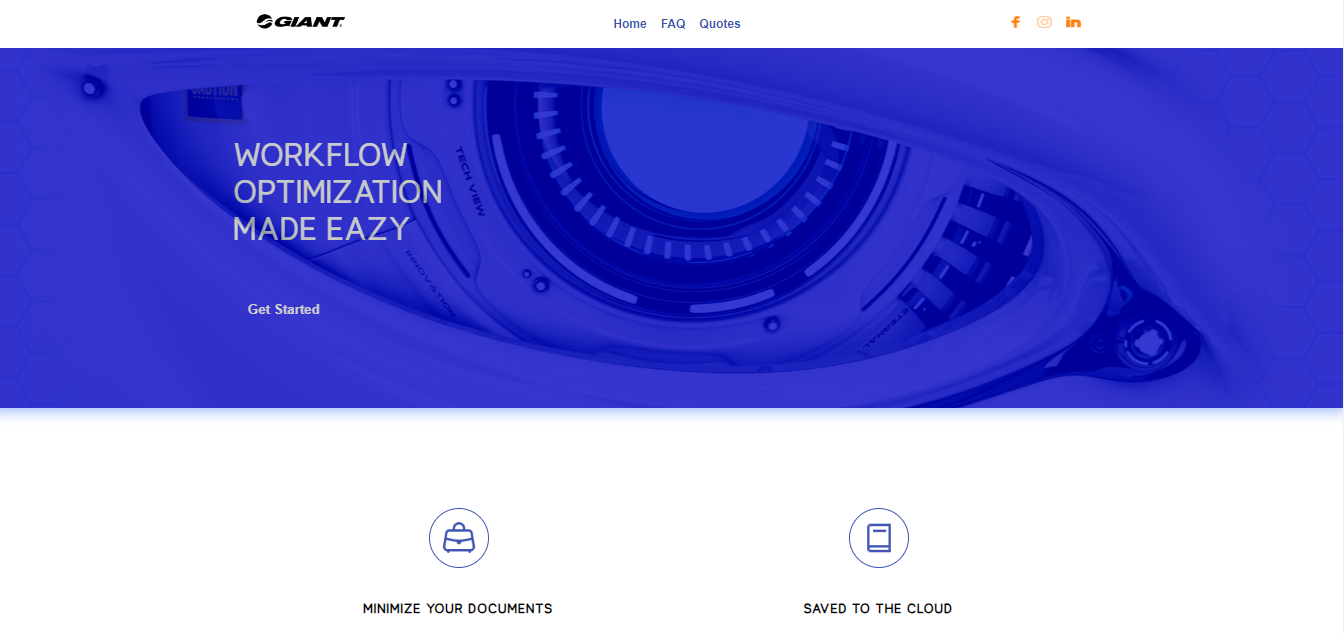 GIANT
Home FAQ Quotes
CAUTION
WORKFLOW
OPTIMIZATION
MADE EAZY
TECH VIEW
INNOVATION
ETERNAL
Get Started
MINIMIZE YOUR DOCUMENTS
SAVED TO THE CLOUD